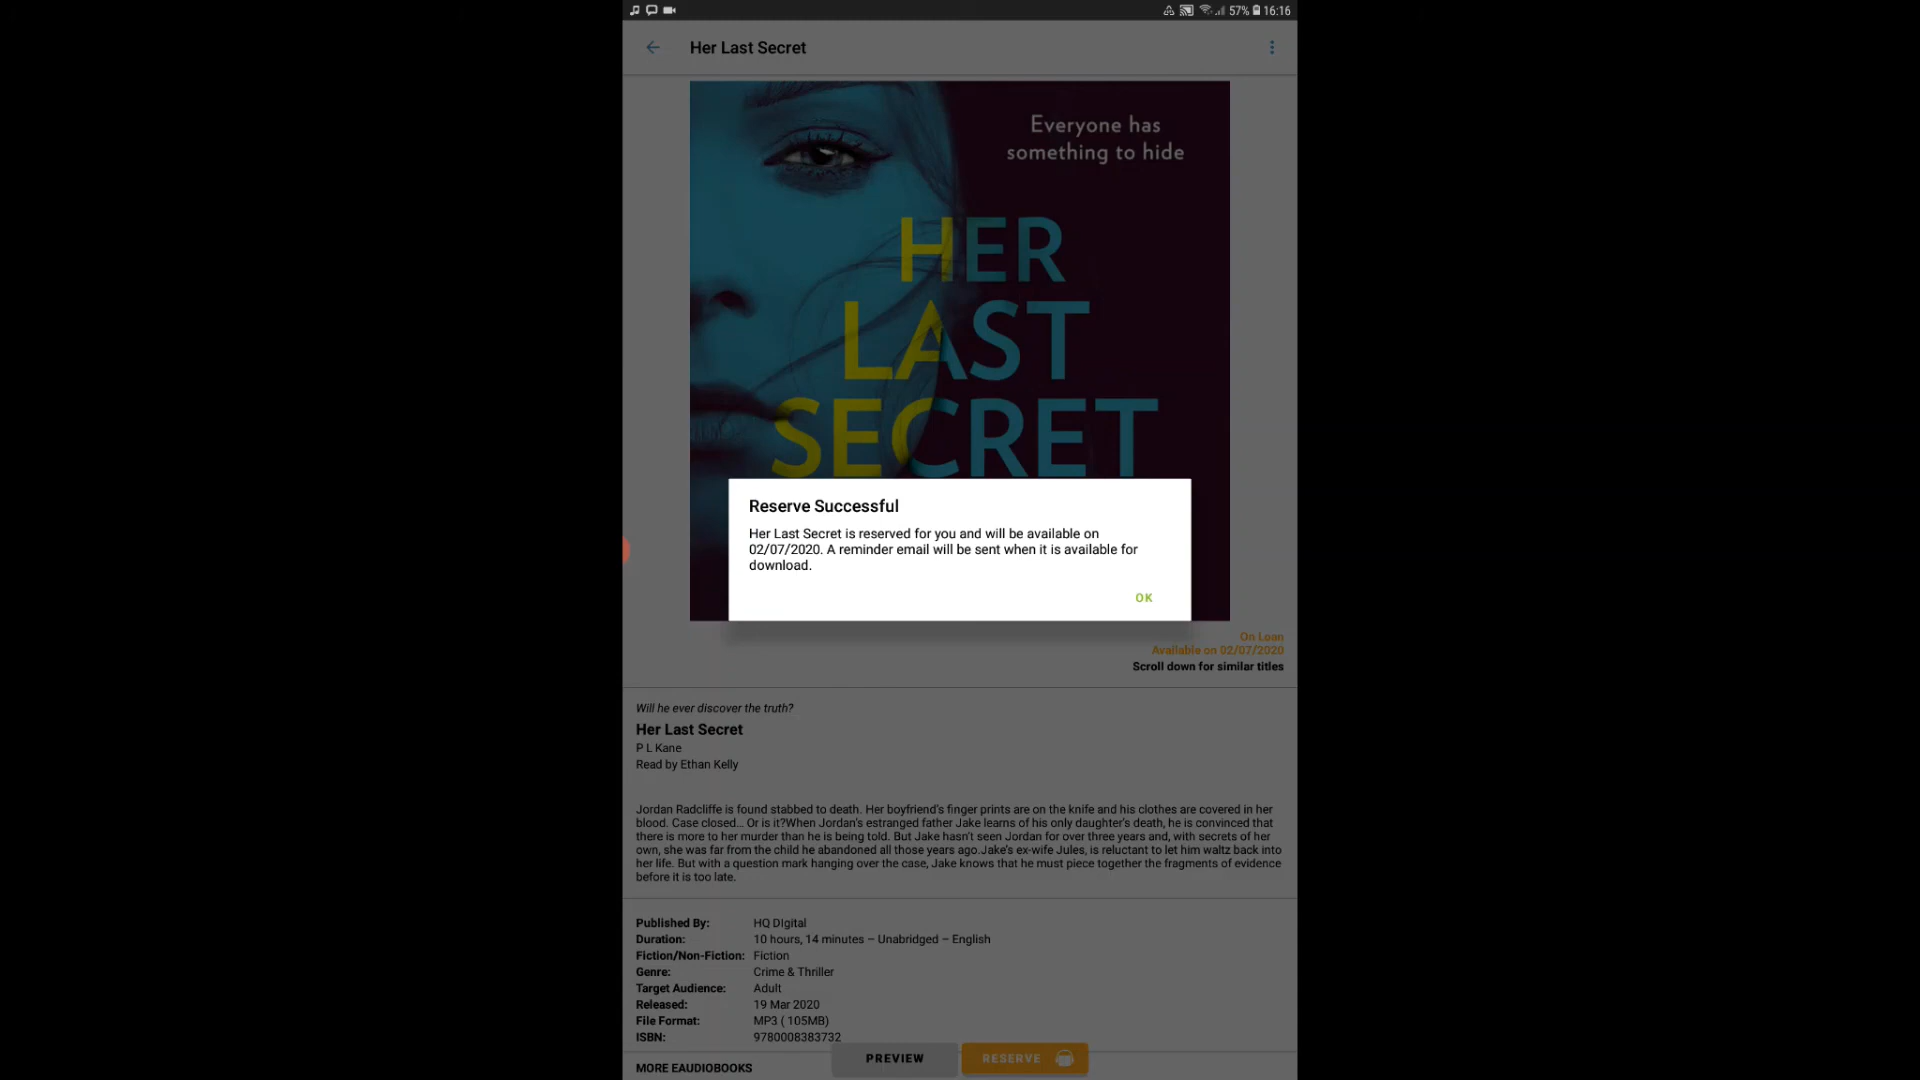 57% 16:16
Her Last Secret
Everyone has
something to hide
HER
LAST
SECRET
Reserve Successful
Her Last Secret is reserved for you and will be available on
02/07/2020. A reminder email will be sent when it is available for
download.
OK
On Loan
Available on 02/07/2020
Scroll down for similar titles
Will he ever discover the truth?
Her Last Secret
P L Kane
Read by Ethan Kelly
Jordan Radcliffe is found stabbed to death. Her boyfriend's finger prints are on the knife and his clothes are covered in her
blood. Case closed… Or is it?When Jordan's estranged father Jake learns of his only daughter's death, he is convinced that
there is more to her murder than he is being told. But Jake hasn't seen Jordan for over three years and, with secrets of her
own, she was far from the child he abandoned all those years ago.Jake's ex-wife Jules, is reluctant to let him waltz back into
her life. But with a question mark hanging over the case, Jake knows that he must piece together the fragments of evidence
before it is too late.
Published By: HQ DIgital
Duration: 10 hours, 14 minutes – Unabridged – English
Fiction/Non-Fiction: Fiction
Genre: Crime & Thriller
Target Audience: Adult
Released: 19 Mar 2020
File Format: MP3 ( 105MB)
ISBN: 9780008383732
PREVIEW RESERVE
MORE EAUDIOBOOKS